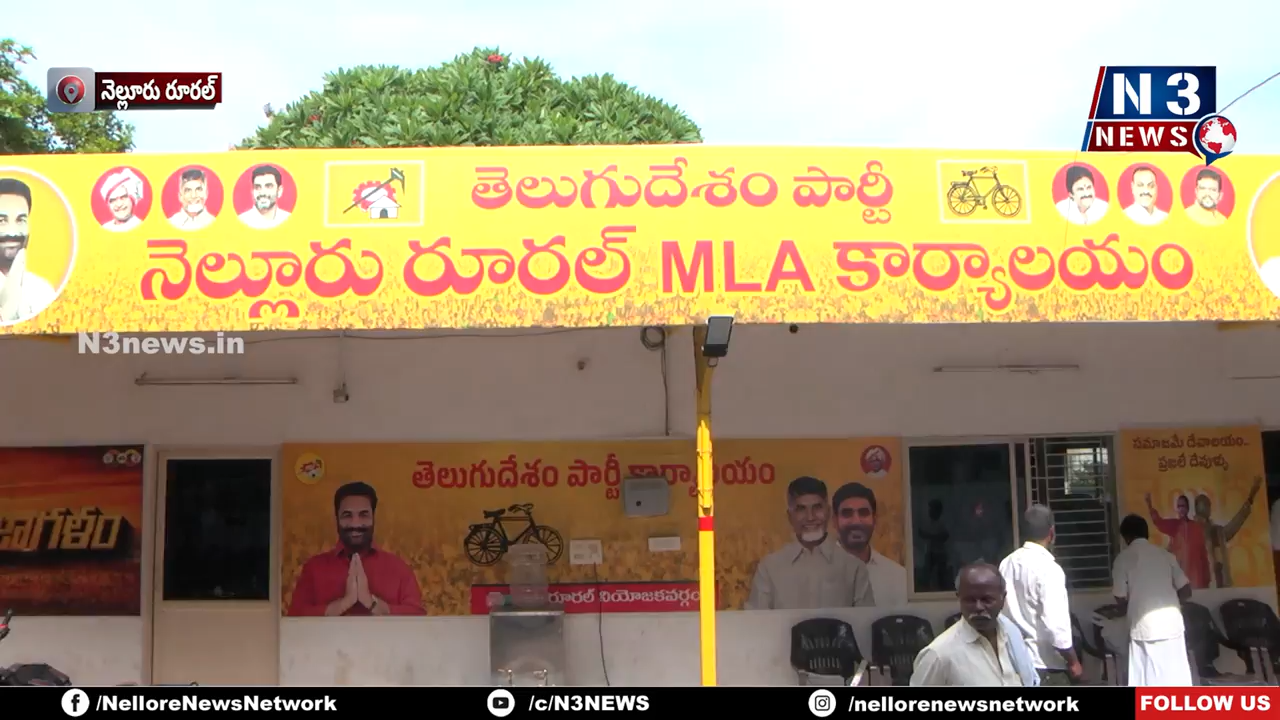 నెల్లూరు రూరల్
N3
NEWS
తెలుగుదేశం పార్టీ
నెల్లూరు రూరల్ MLA కార్యాలయం
N3news.in
తెలుగుదేశం పార్టీ కార్యాలయం
సమాజమే దేవాలయం..
ప్రజలే దేవుళ్ళు
రూరల్ నియోజకవర్గం
/NelloreNewsNetwork
/c/N3NEWS
/nellorenewsnetwork
FOLLOW US